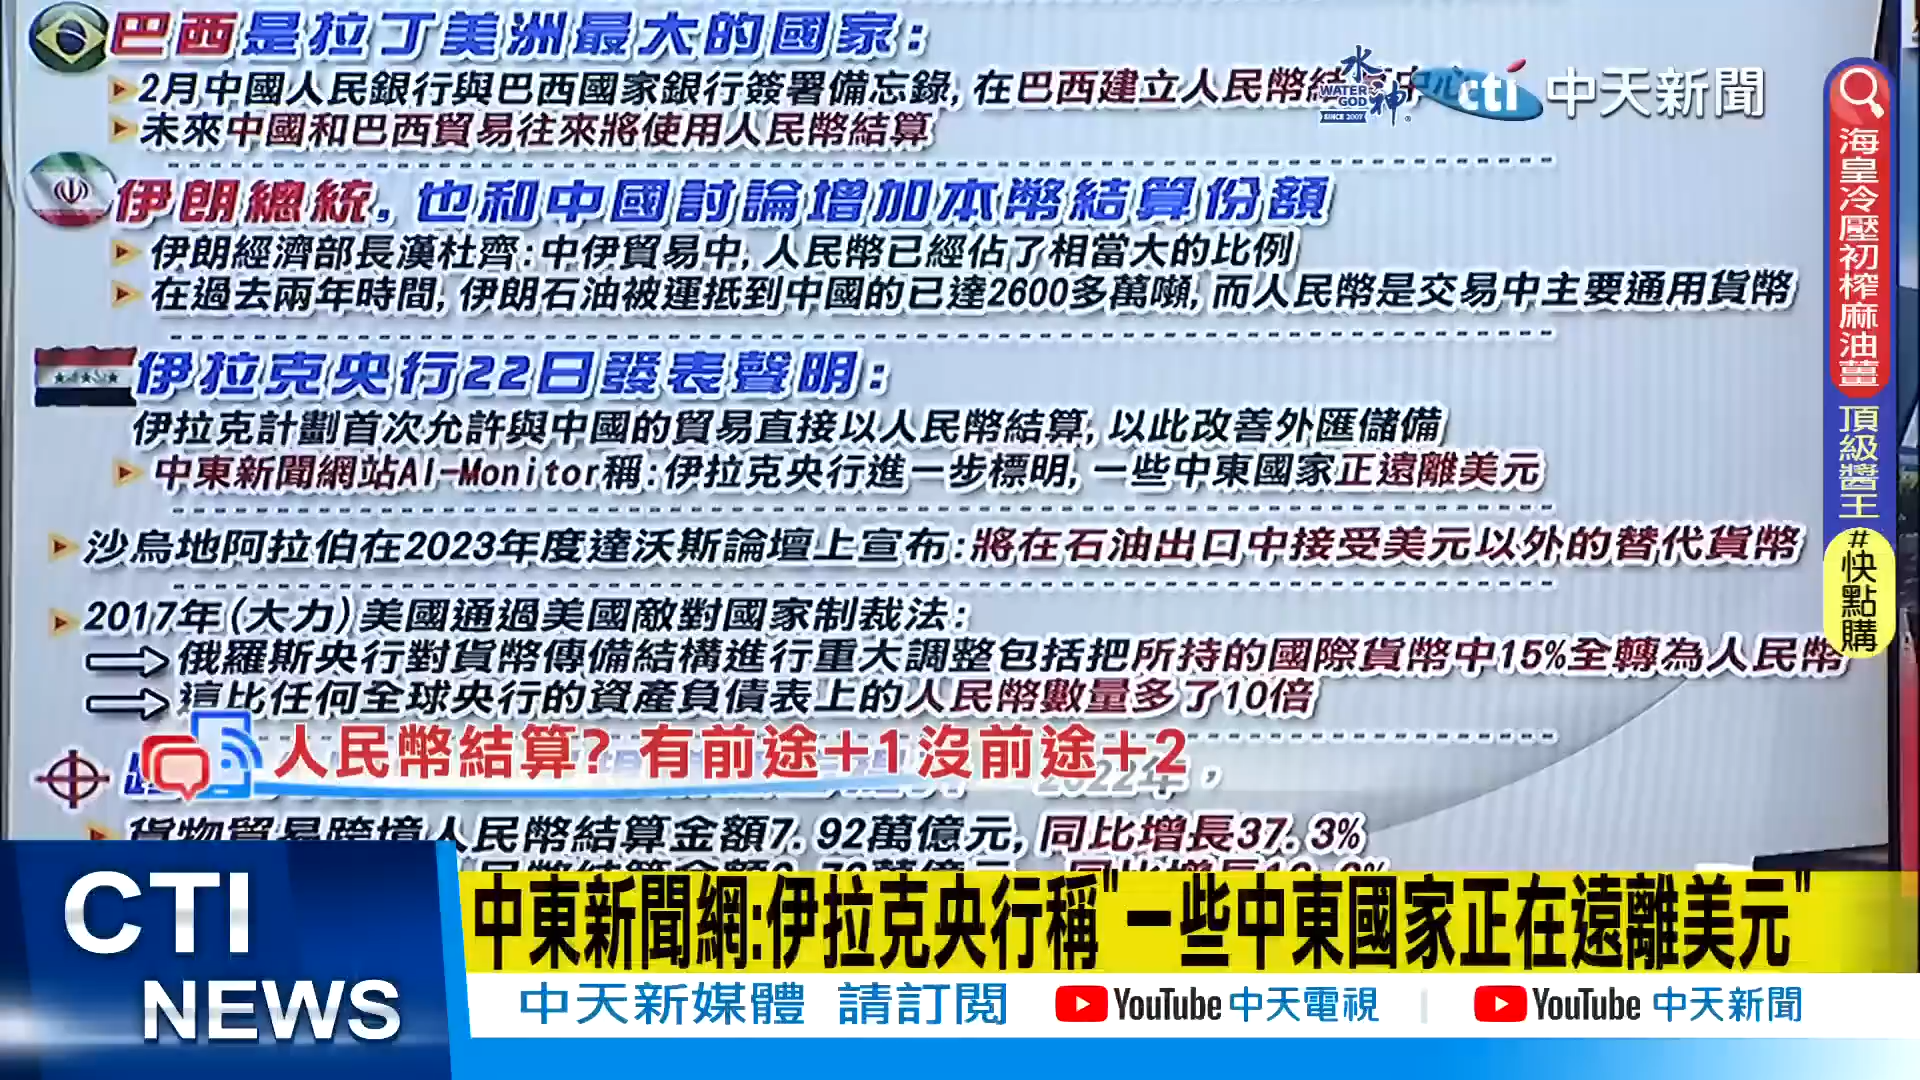 巴西是拉丁美洲最大的國家:
2月中國人民銀行與巴西國家銀行簽署備忘錄,在巴西建立人民幣結
未來中國和巴西貿易往來將使用人民幣結算
水神
WATER GOD
SINCE 2007
cti 中天新聞
伊朗總統, 也和中國討論增加本幣結算份額
伊朗經濟部長漢杜齊:中伊貿易中,人民幣已經佔了相當大的比例
在過去兩年時間,伊朗石油被運抵到中國的已達2600多萬噸,而人民幣是交易中主要通用貨幣
伊拉克央行22日發表聲明:
伊拉克計劃首次允許與中國的貿易直接以人民幣結算,以此改善外匯儲備
中東新聞網站Al-Monitor稱:伊拉克央行進一步標明,一些中東國家正遠離美元
沙烏地阿拉伯在2023年度達沃斯論壇上宣布:將在石油出口中接受美元以外的替代貨幣
2017年(大力)美國通過美國敵對國家制裁法:
俄羅斯央行對貨幣儲備結構進行重大調整包括把所持的國際貨幣中15%全轉為人民幣
這比任何全球央行的資產負債表上的人民幣數量多了10倍
人民幣結算? 有前途+1 沒前途+2
2022年,
貨物貿易跨境人民幣結算金額7.92萬億元,同比增長37.3%
海皇冷壓初榨麻油薑
頂級醬王
#快點購
CTI NEWS
中東新聞網:伊拉克央行稱"一些中東國家正在遠離美元"
中天新媒體 請訂閱 YouTube 中天電視 | YouTube 中天新聞